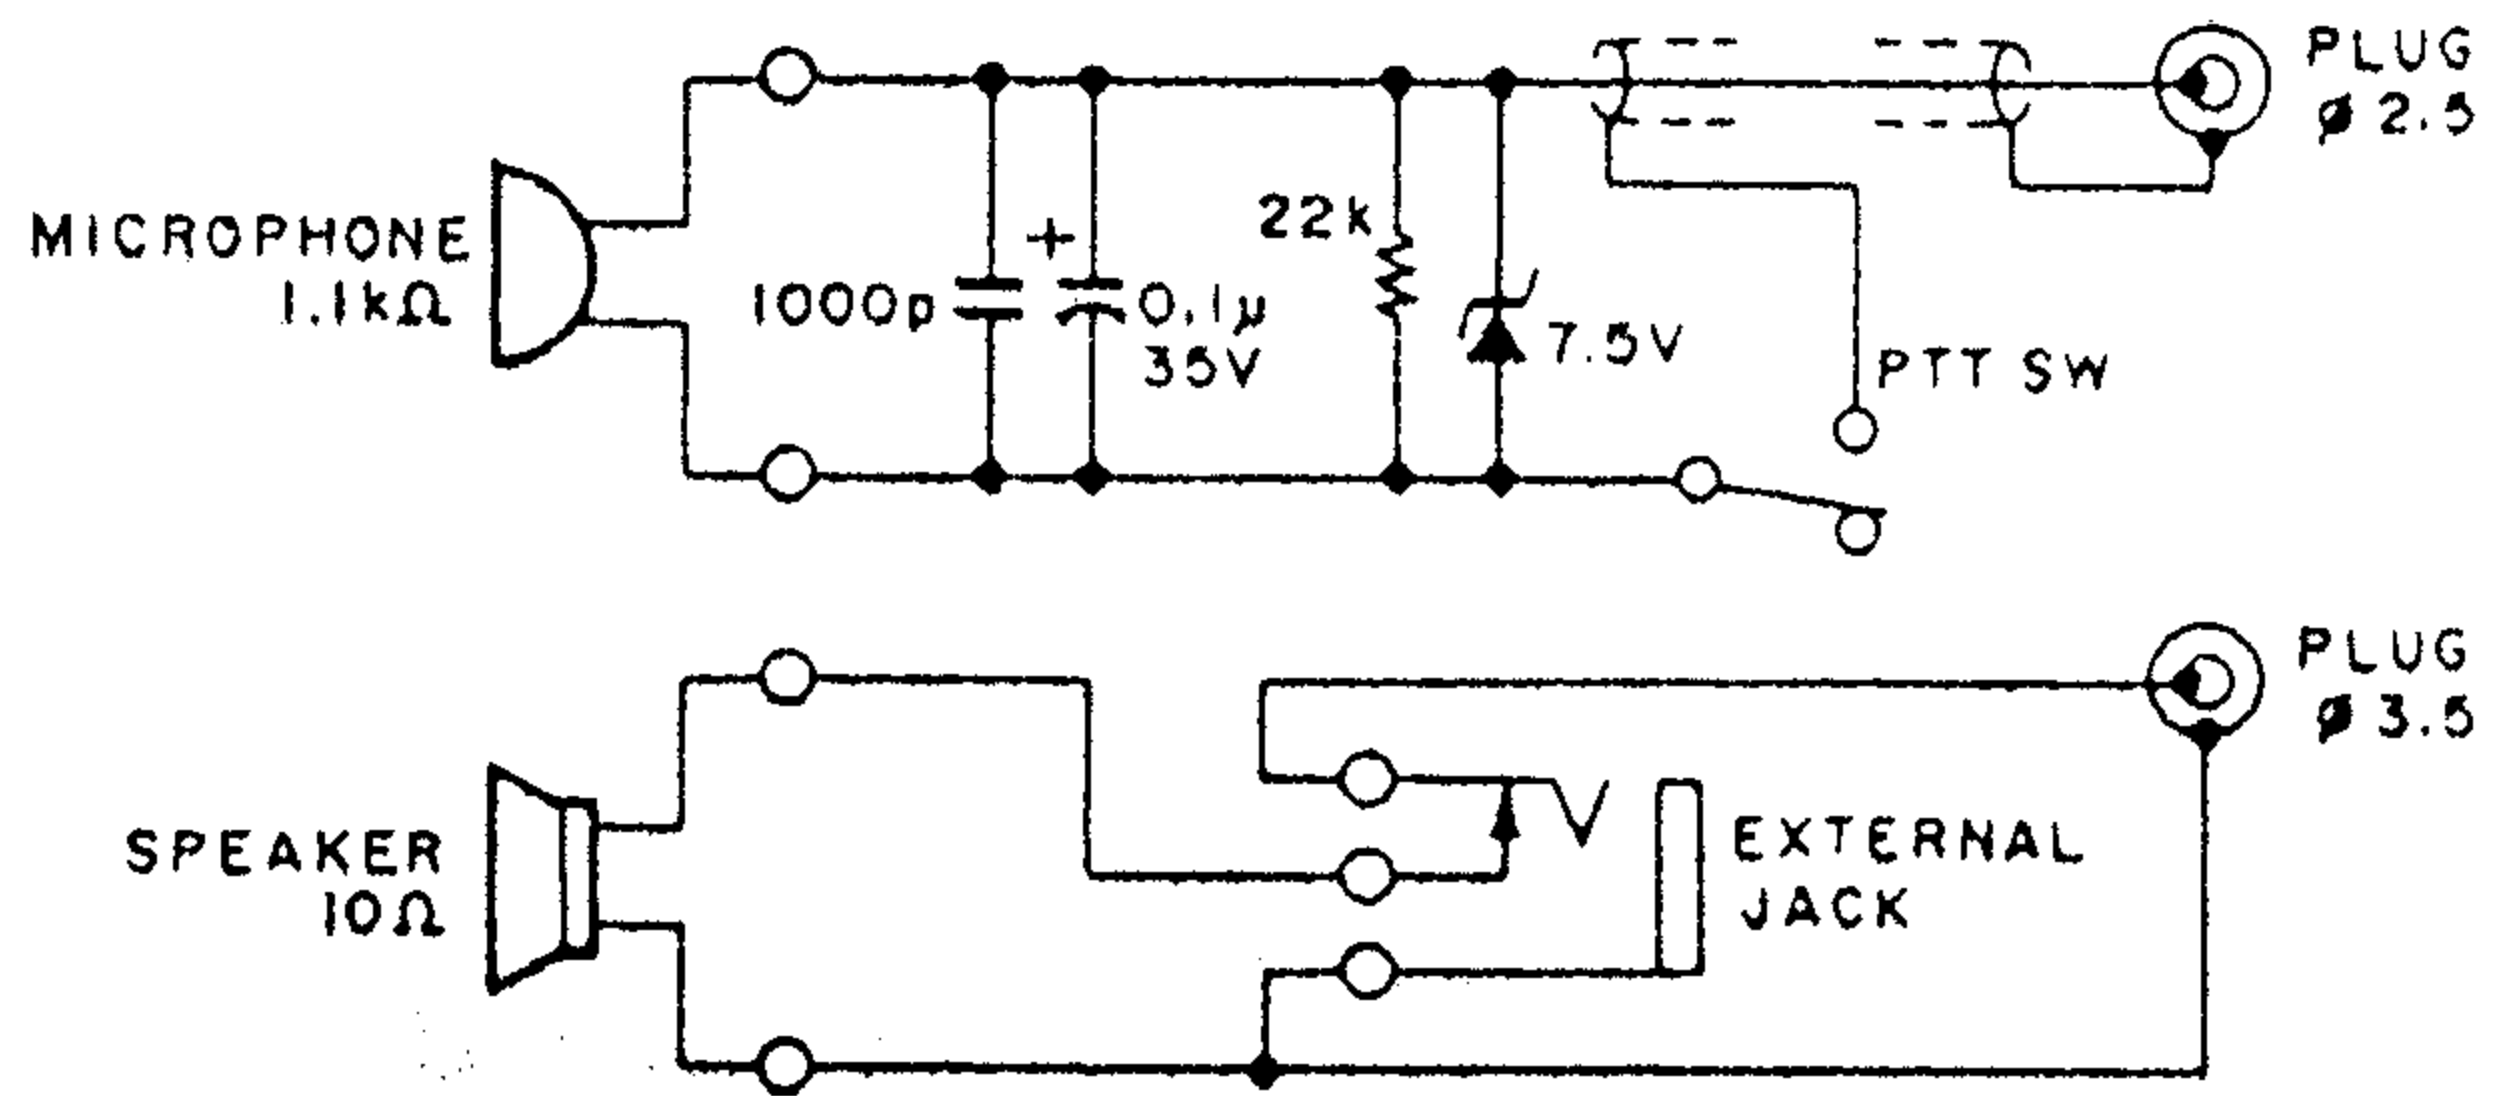 PLUG
ø 2.5
MICROPHONE
1.1kΩ
22k
+
1000p
0.1μ
35V
7.5V
PTT SW
PLUG
ø 3.5
SPEAKER
10Ω
EXTERNAL
JACK